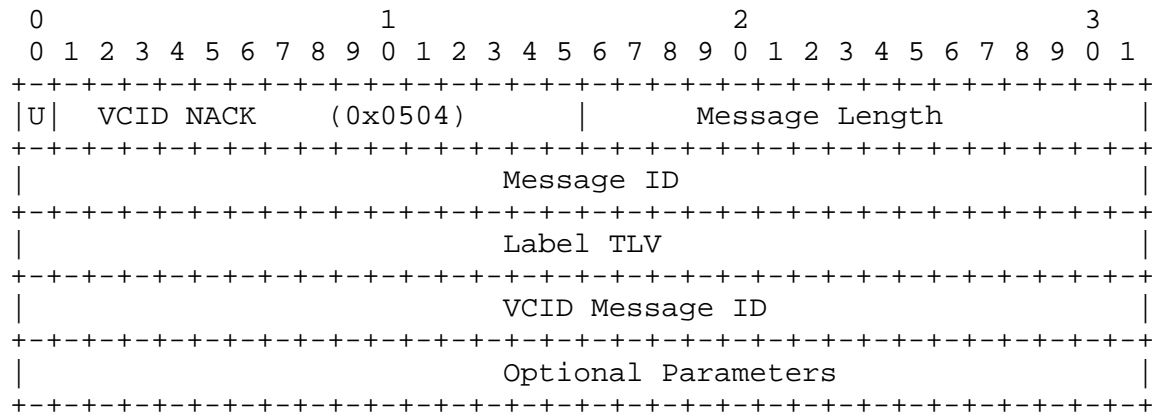 0                   1                   2                   3
 0 1 2 3 4 5 6 7 8 9 0 1 2 3 4 5 6 7 8 9 0 1 2 3 4 5 6 7 8 9 0 1
+-+-+-+-+-+-+-+-+-+-+-+-+-+-+-+-+-+-+-+-+-+-+-+-+-+-+-+-+-+-+-+-+
|U|  VCID NACK    (0x0504)      |      Message Length           |
+-+-+-+-+-+-+-+-+-+-+-+-+-+-+-+-+-+-+-+-+-+-+-+-+-+-+-+-+-+-+-+-+
|                           Message ID                          |
+-+-+-+-+-+-+-+-+-+-+-+-+-+-+-+-+-+-+-+-+-+-+-+-+-+-+-+-+-+-+-+-+
|                           Label TLV                           |
+-+-+-+-+-+-+-+-+-+-+-+-+-+-+-+-+-+-+-+-+-+-+-+-+-+-+-+-+-+-+-+-+
|                           VCID Message ID                     |
+-+-+-+-+-+-+-+-+-+-+-+-+-+-+-+-+-+-+-+-+-+-+-+-+-+-+-+-+-+-+-+-+
|                           Optional Parameters                 |
+-+-+-+-+-+-+-+-+-+-+-+-+-+-+-+-+-+-+-+-+-+-+-+-+-+-+-+-+-+-+-+-+